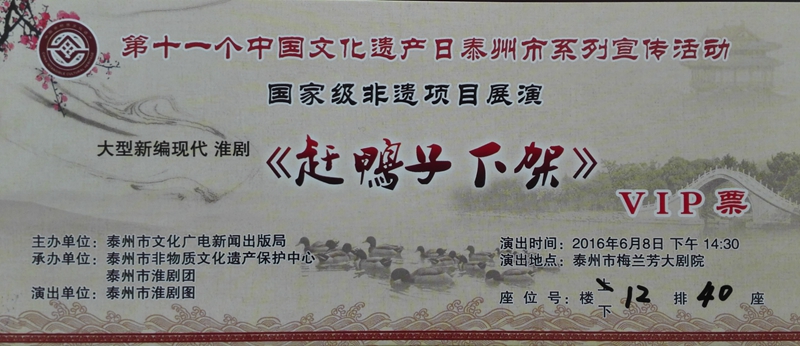 第十一个中国文化遗产日泰州市系列宣传活动
国家级非遗项目展演
大型新编现代 淮剧
《赶鸭子下架》
VIP票
主办单位：泰州市文化广电新闻出版局
承办单位：泰州市非物质文化遗产保护中心
泰州市淮剧团
演出单位：泰州市淮剧图
演出时间：2016年6月8日 下午 14:30
演出地点：泰州市梅兰芳大剧院
座位号：楼上下 12 排 40 座